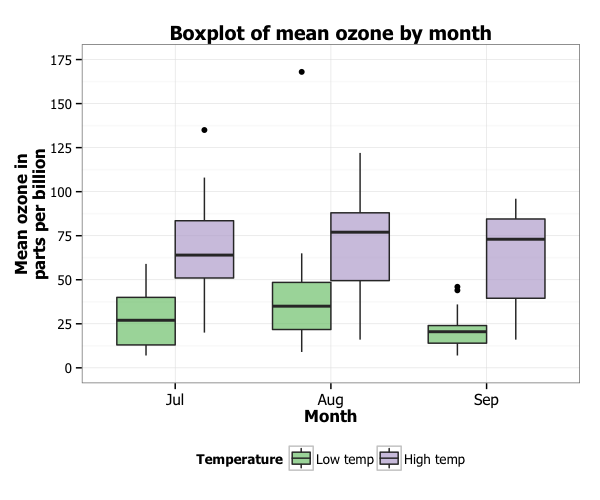 Boxplot of mean ozone by month
Mean ozone in
parts per billion
175
150
125
100
75
50
25
0
Jul Aug Sep
Month
Temperature Low temp High temp